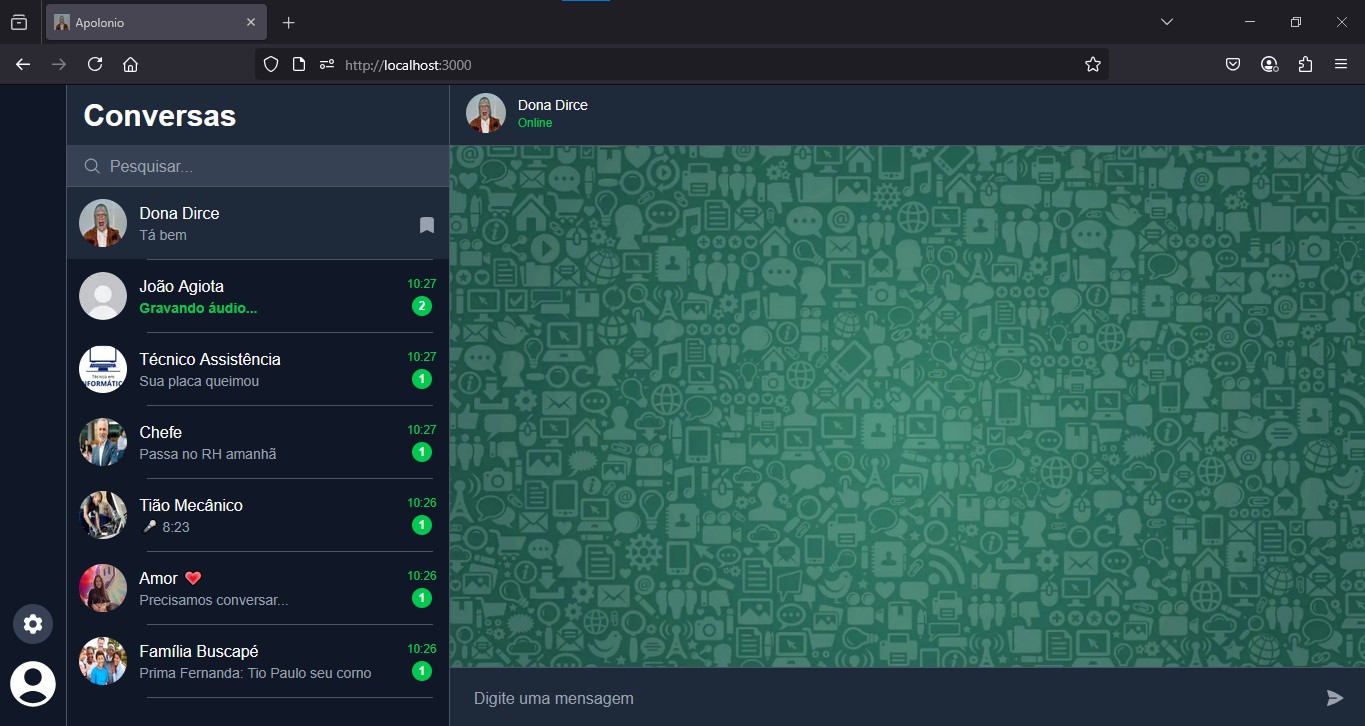 Apolonio
http://localhost:3000
Conversas
Pesquisar...
Dona Dirce
Tá bem
João Agiota
10:27
Gravando áudio...
2
Técnico Assistência
10:27
Sua placa queimou
1
Chefe
10:27
Passa no RH amanhã
1
Tião Mecânico
10:26
8:23
1
Amor ❤️
10:26
Precisamos conversar...
1
Família Buscapé
10:26
Prima Fernanda: Tio Paulo seu corno
1
Dona Dirce
Online
Digite uma mensagem